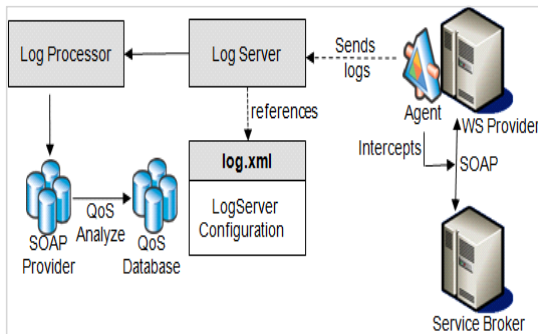 Log Processor
Log Server
Sends
logs
Agent
WS Provider
references
Intercepts
SOAP
log.xml
LogServer
Configuration
QoS
Analyze
SOAP
Provider
QoS
Database
Service Broker